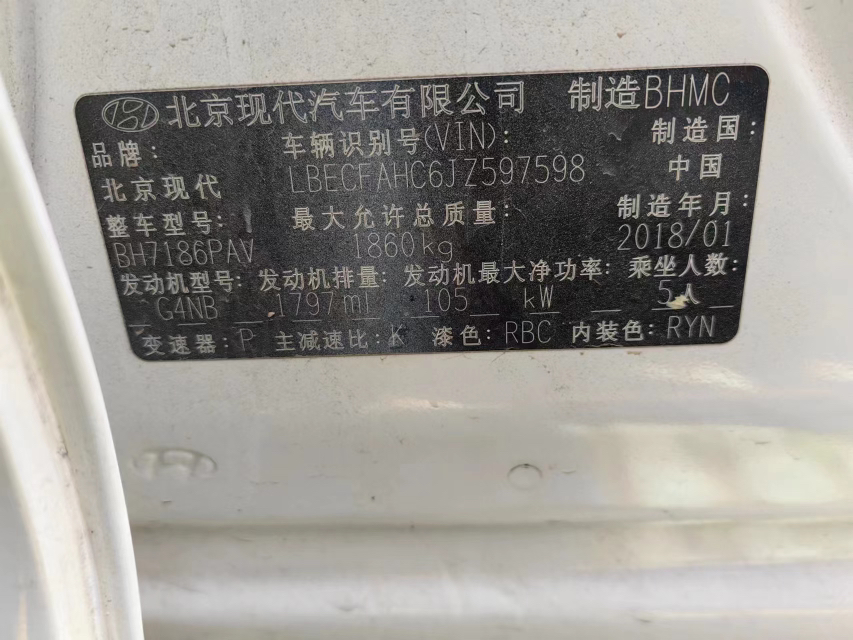 北京现代汽车有限公司 制造BHMC
品牌: 车辆识别号(VIN): 制造国:
北京现代 LBECFAHC6JZ597598 中国
整车型号: 最大允许总质量: 制造年月:
BH7186PAV 1860kg 2018/01
发动机型号: 发动机排量: 发动机最大净功率: 乘坐人数:
G4NB 1797ml 105 kW 5人
变速器: P 主减速比: K 漆色: RBC 内装色: RYN